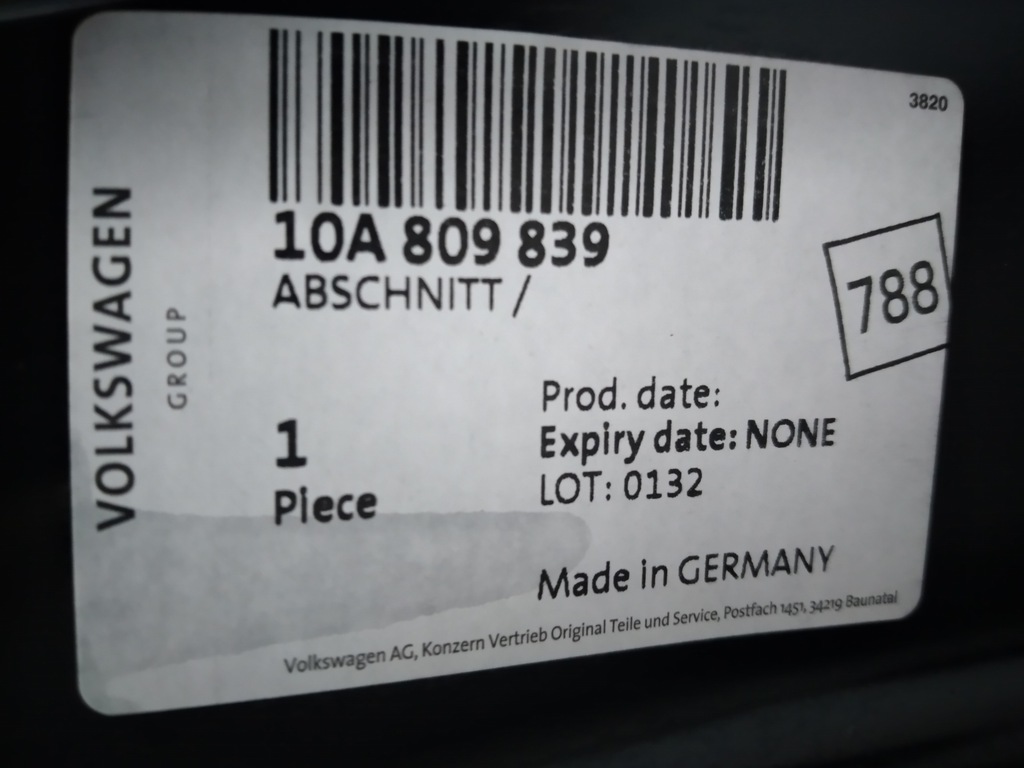 3820
VOLKSWAGEN
GROUP
10A 809 839
ABSCHNITT /
788
1
Piece
Prod. date:
Expiry date: NONE
LOT: 0132
Made in GERMANY
Volkswagen AG, Konzern Vertrieb Original Teile und Service, Postfach 1451, 34219 Baunatal